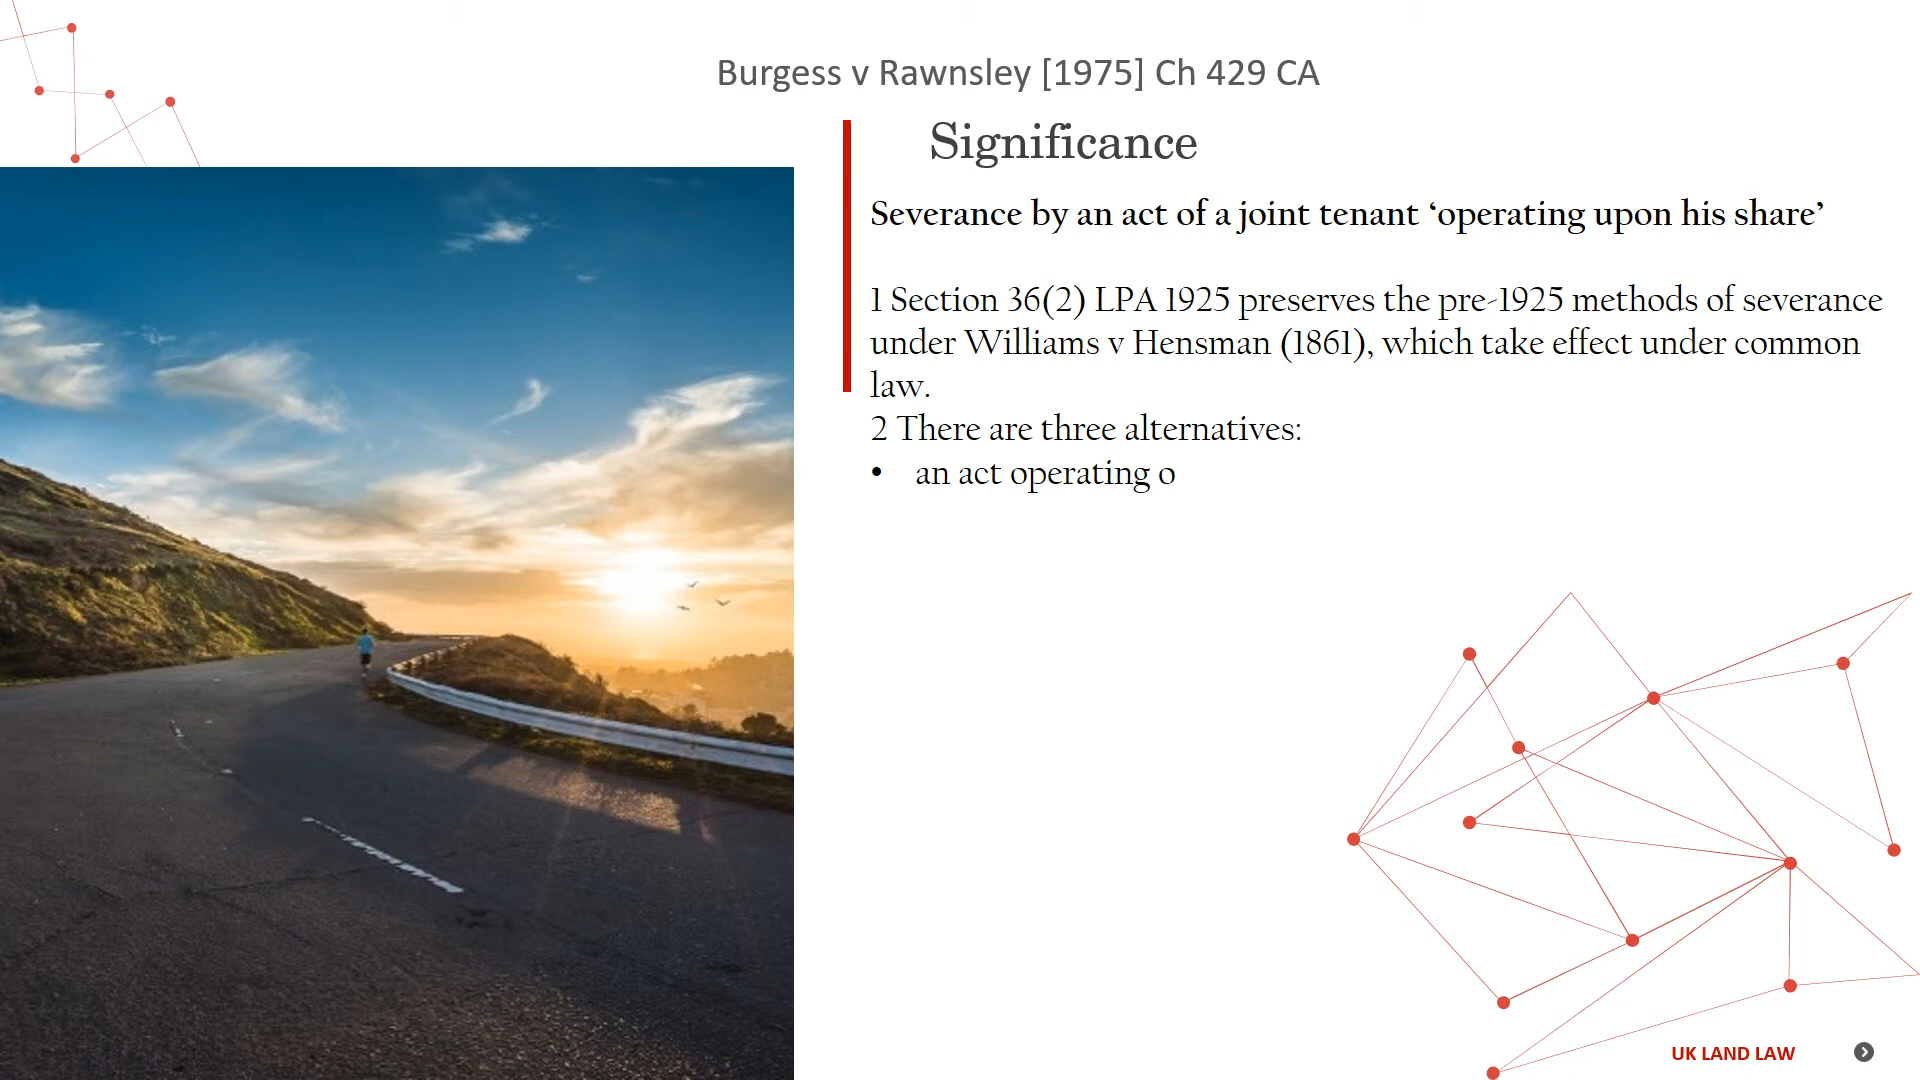 Burgess v Rawnsley [1975] Ch 429 CA
Significance
Severance by an act of a joint tenant ‘operating upon his share’
1 Section 36(2) LPA 1925 preserves the pre-1925 methods of severance
under Williams v Hensman (1861), which take effect under common
law.
2 There are three alternatives:
• an act operating o
UK LAND LAW